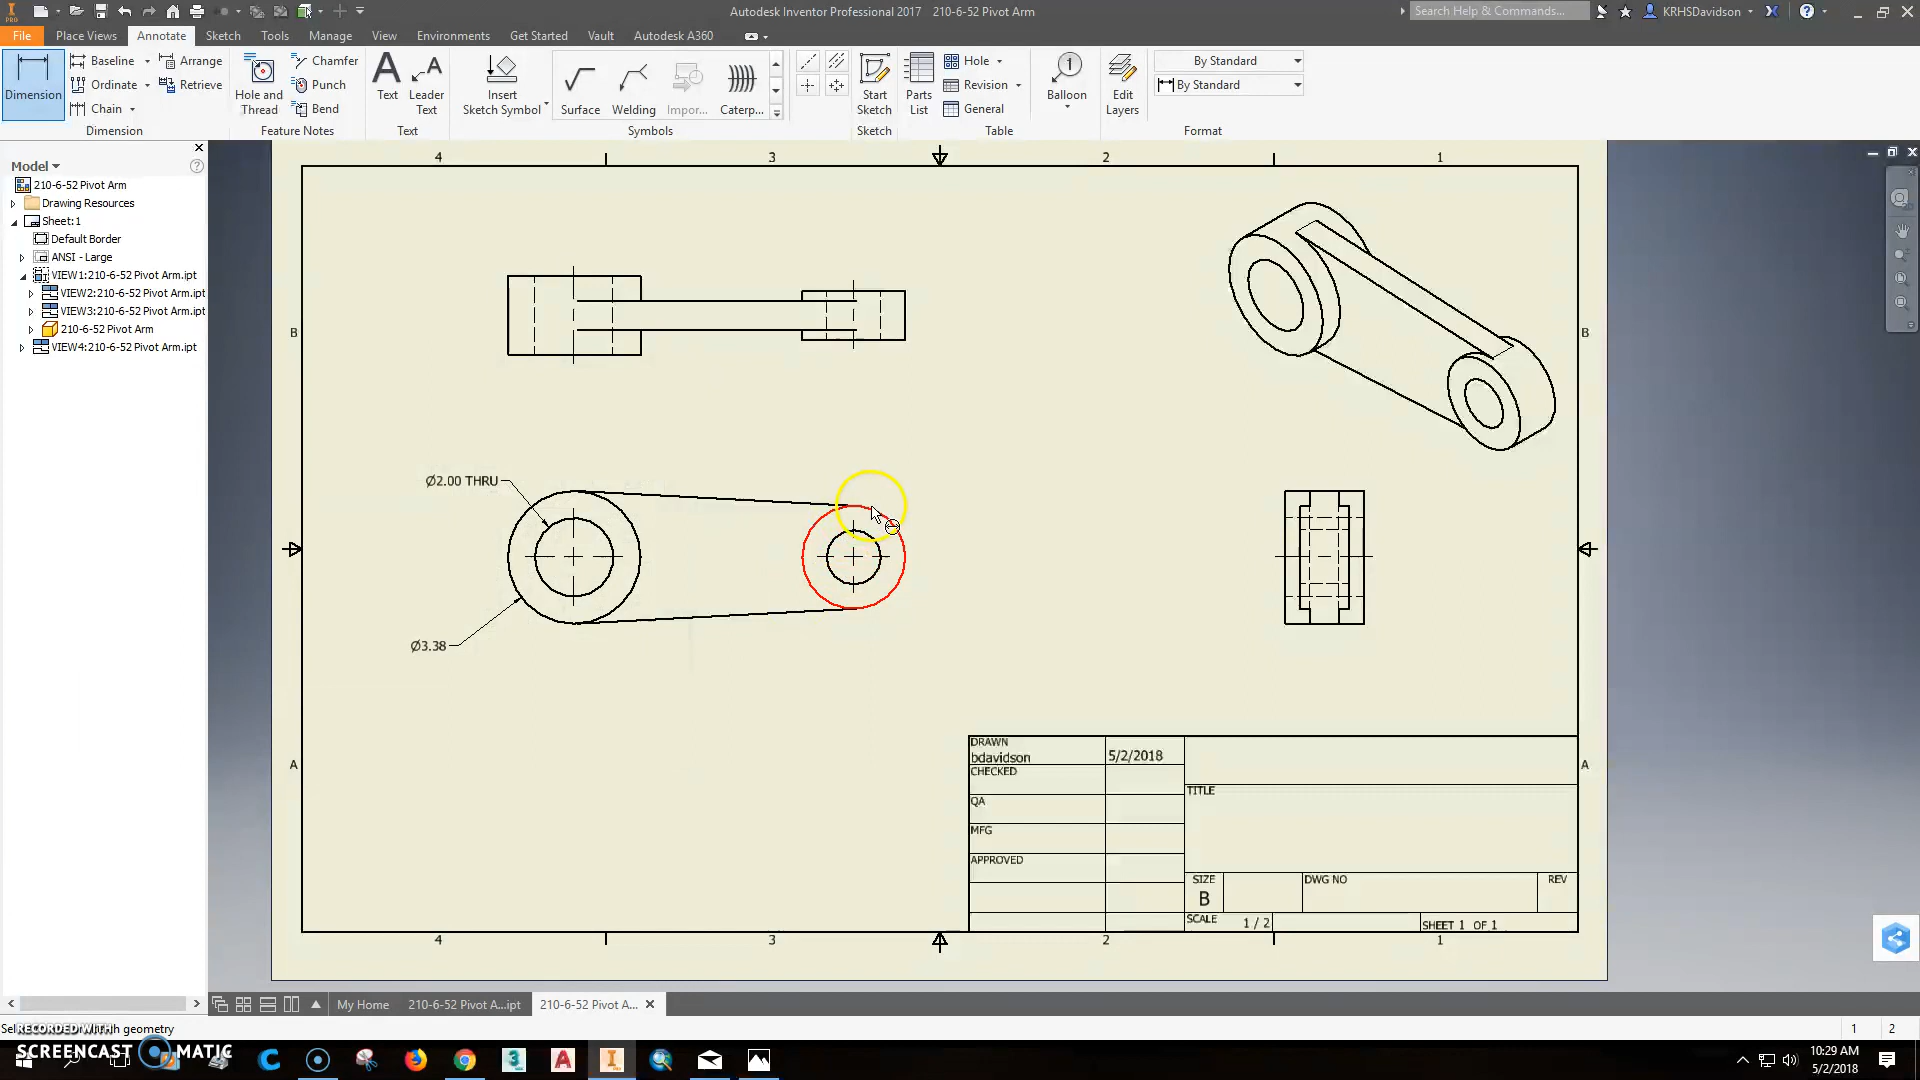 Autodesk Inventor Professional 2017 210-6-52 Pivot Arm
Search Help & Commands...
KRHSDavidson
PRO
File Place Views Annotate Sketch Tools Manage View Environments Get Started Vault Autodesk A360
Dimension
Baseline
Ordinate
Chain
Arrange
Retrieve
Dimension
Hole and Thread
Chamfer
Punch
Bend
Feature Notes
Text
Leader Text
Text
Insert Sketch Symbol
Surface
Welding
Impor...
Caterp...
Symbols
Start Sketch
Sketch
Parts List
Hole
Revision
General
Table
Balloon
Edit Layers
By Standard
By Standard
Format
Model
210-6-52 Pivot Arm
Drawing Resources
Sheet:1
Default Border
ANSI - Large
VIEW1:210-6-52 Pivot Arm.ipt
VIEW2:210-6-52 Pivot Arm.ipt
VIEW3:210-6-52 Pivot Arm.ipt
210-6-52 Pivot Arm
VIEW4:210-6-52 Pivot Arm.ipt
4 3 2 1
B B
Ø2.00 THRU
Ø3.38
A A
DRAWN
bdavidson 5/2/2018
CHECKED
QA
MFG
APPROVED
TITLE
SIZE
B
DWG NO
REV
SCALE 1 / 2
SHEET 1 OF 1
4 3 2 1
My Home 210-6-52 Pivot A...ipt 210-6-52 Pivot A...
geometry
1 2
RECORDED WITH
SCREENCAST MATIC
10:29 AM
5/2/2018